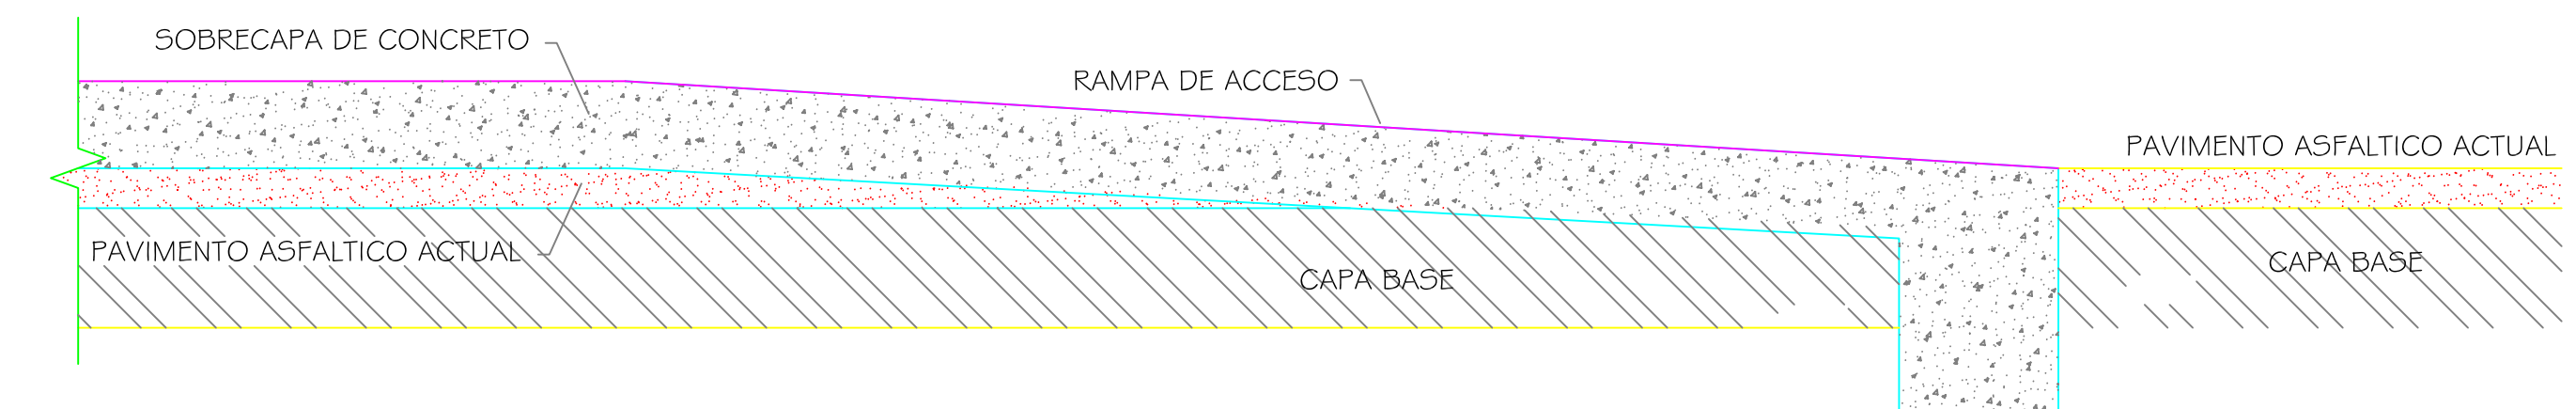 SOBRECAPA DE CONCRETO
RAMPA DE ACCESO
PAVIMENTO ASFALTICO ACTUAL
PAVIMENTO ASFALTICO ACTUAL
CAPA BASE
CAPA BASE